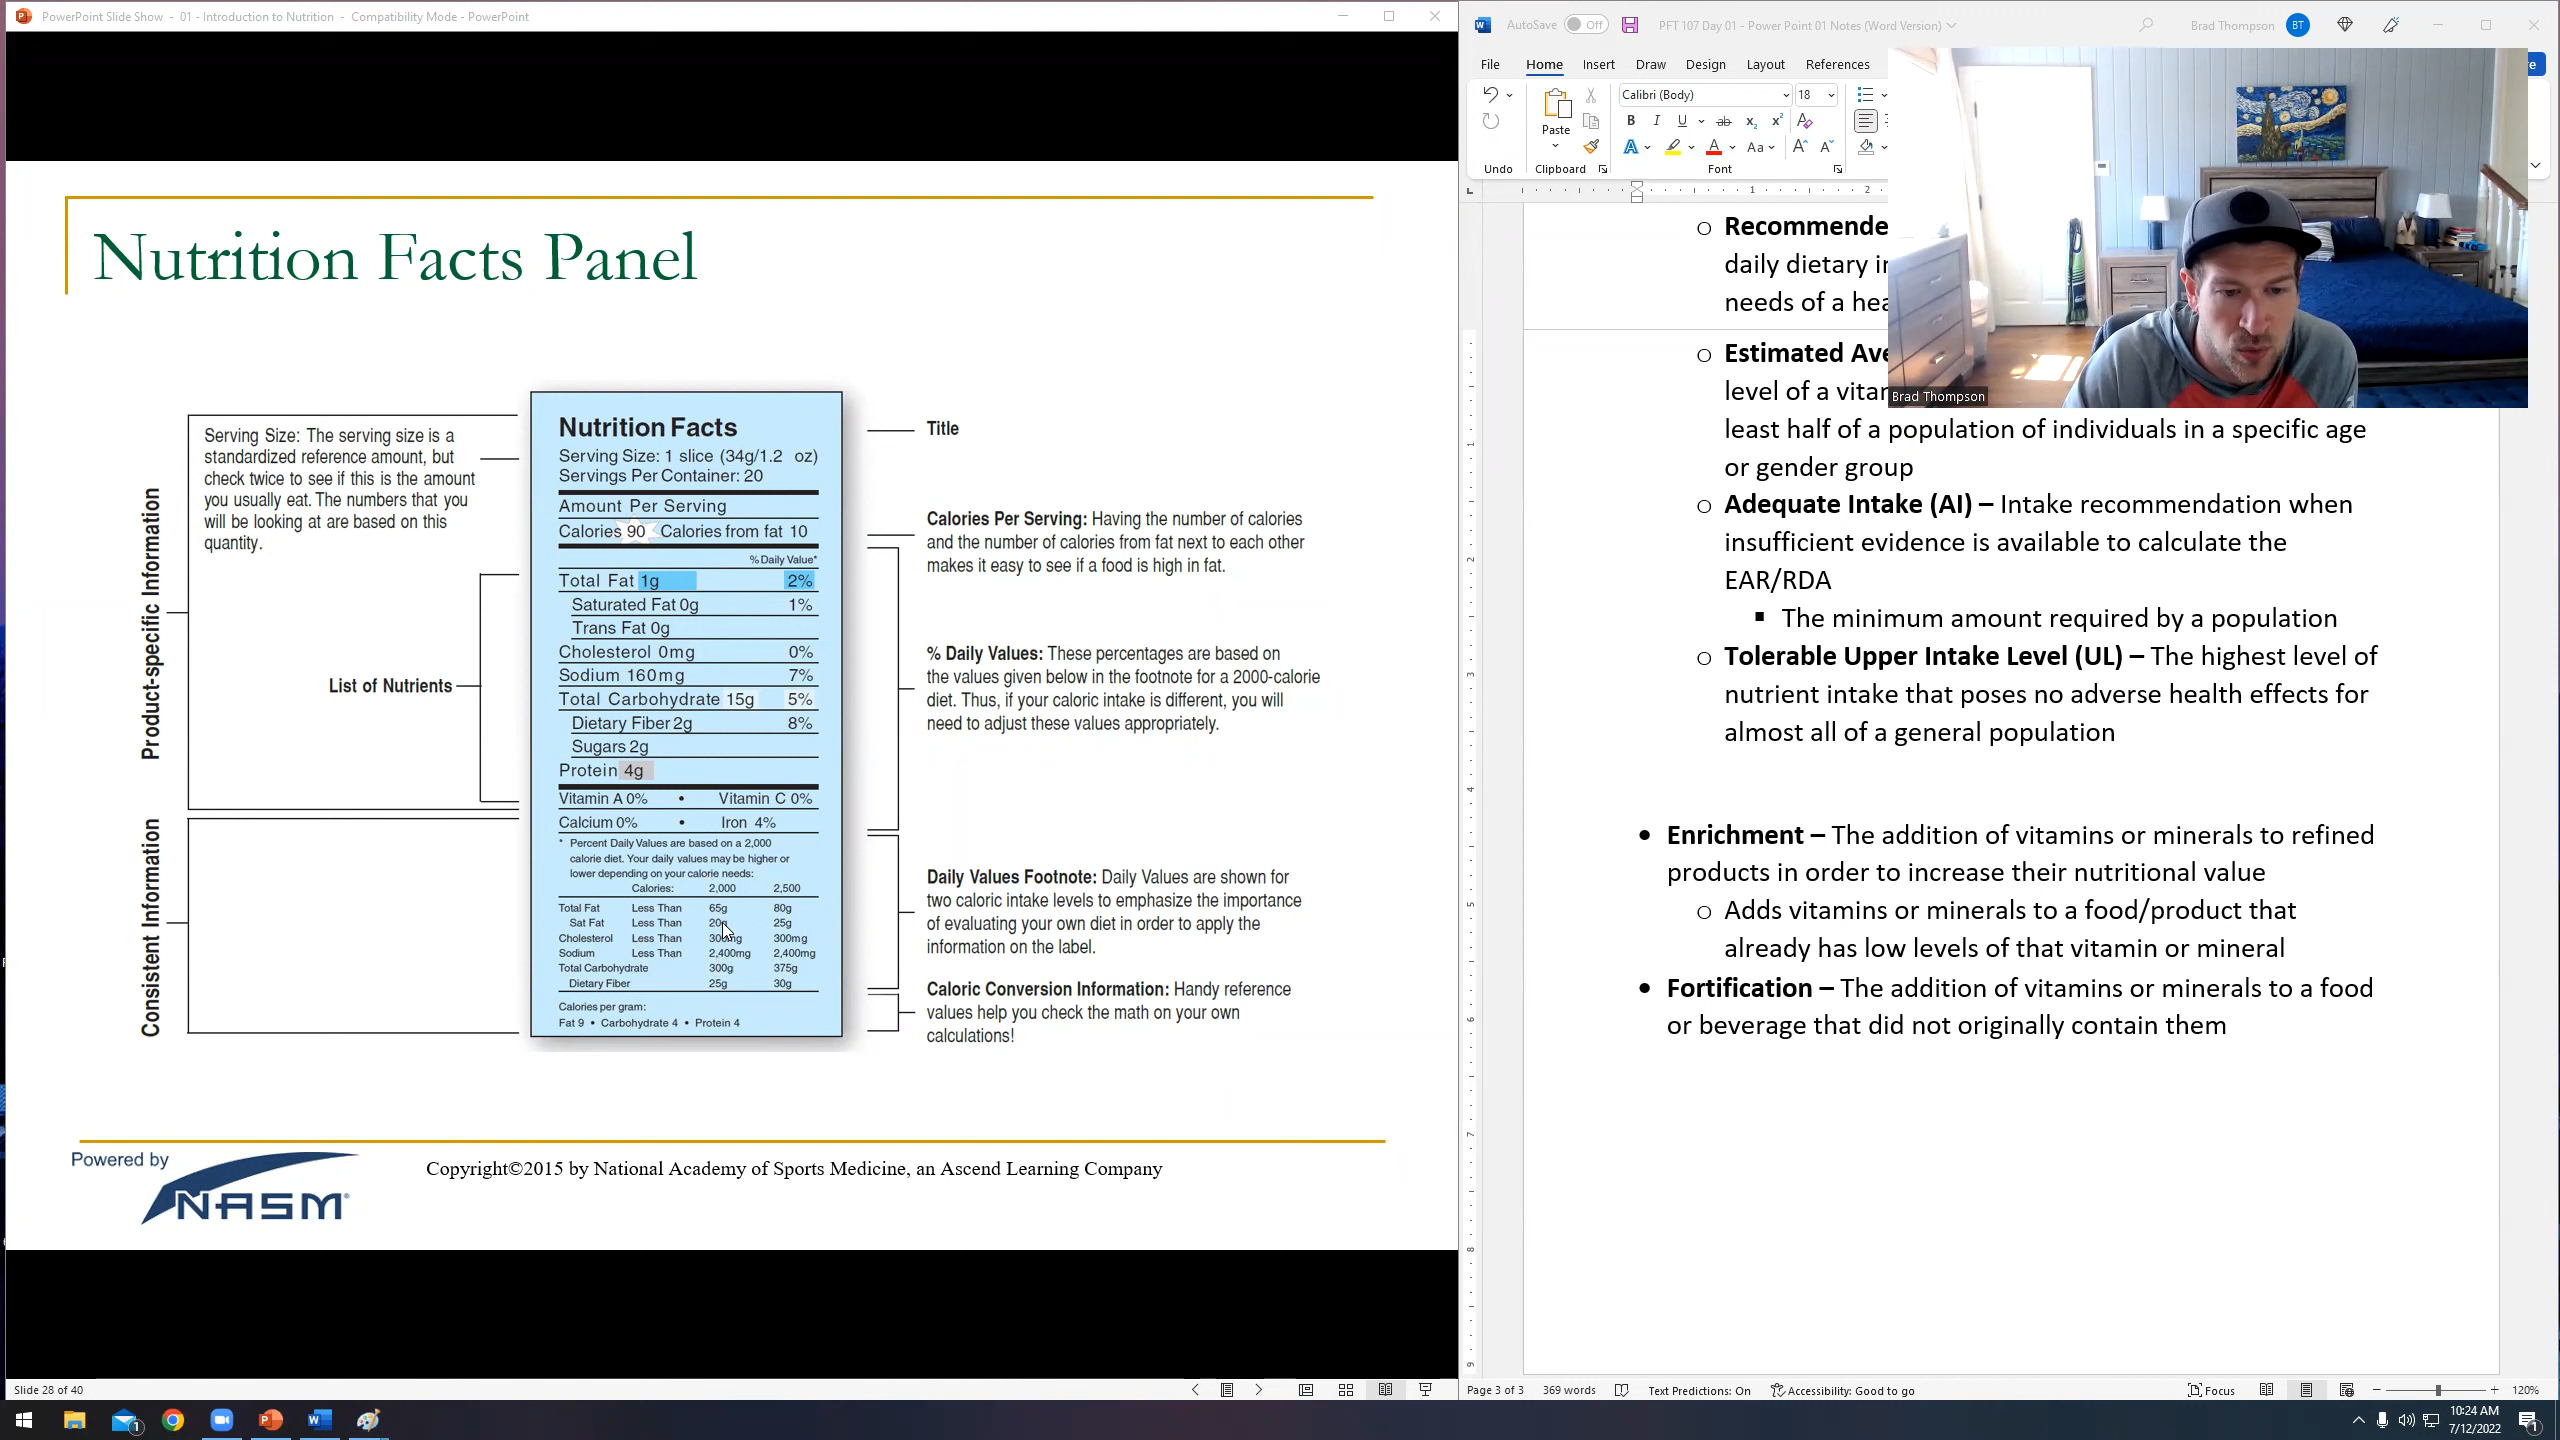 PowerPoint Slide Show - 01 - Introduction to Nutrition - Compatibility Mode - PowerPoint
Nutrition Facts Panel
Product-specific Information
Serving Size: The serving size is a
standardized reference amount, but
check twice to see if this is the amount
you usually eat. The numbers that you
will be looking at are based on this
quantity.
List of Nutrients
Consistent Information
Nutrition Facts
Serving Size: 1 slice (34g/1.2 oz)
Servings Per Container: 20
Amount Per Serving
Calories 90 Calories from fat 10
% Daily Value*
Total Fat 1g 2%
Saturated Fat 0g 1%
Trans Fat 0g
Cholesterol 0mg 0%
Sodium 160mg 7%
Total Carbohydrate 15g 5%
Dietary Fiber 2g 8%
Sugars 2g
Protein 4g
Vitamin A 0% • Vitamin C 0%
Calcium 0% • Iron 4%
* Percent Daily Values are based on a 2,000
calorie diet. Your daily values may be higher or
lower depending on your calorie needs:
Calories: 2,000 2,500
Total Fat Less Than 65g 80g
Sat Fat Less Than 20g 25g
Cholesterol Less Than 300mg 300mg
Sodium Less Than 2,400mg 2,400mg
Total Carbohydrate 300g 375g
Dietary Fiber 25g 30g
Calories per gram:
Fat 9 • Carbohydrate 4 • Protein 4
Title
Calories Per Serving: Having the number of calories
and the number of calories from fat next to each other
makes it easy to see if a food is high in fat.
% Daily Values: These percentages are based on
the values given below in the footnote for a 2000-calorie
diet. Thus, if your caloric intake is different, you will
need to adjust these values appropriately.
Daily Values Footnote: Daily Values are shown for
two caloric intake levels to emphasize the importance
of evaluating your own diet in order to apply the
information on the label.
Caloric Conversion Information: Handy reference
values help you check the math on your own
calculations!
Powered by
NASM
Copyright©2015 by National Academy of Sports Medicine, an Ascend Learning Company
Slide 28 of 40
AutoSave Off PFT 107 Day 01 - Power Point 01 Notes (Word Version) Brad Thompson BT
File Home Insert Draw Design Layout References
Calibri (Body) 18
Paste
Undo Clipboard Font
Brad Thompson
o Recommende
daily dietary
needs of a hea
o Estimated Ave
level of a vita
least half of a population of individuals in a specific age
or gender group
o Adequate Intake (AI) – Intake recommendation when
insufficient evidence is available to calculate the
EAR/RDA
▪ The minimum amount required by a population
o Tolerable Upper Intake Level (UL) – The highest level of
nutrient intake that poses no adverse health effects for
almost all of a general population
• Enrichment – The addition of vitamins or minerals to refined
products in order to increase their nutritional value
o Adds vitamins or minerals to a food/product that
already has low levels of that vitamin or mineral
• Fortification – The addition of vitamins or minerals to a food
or beverage that did not originally contain them
Page 3 of 3 369 words Text Predictions: On Accessibility: Good to go Focus 120%
10:24 AM
7/12/2022